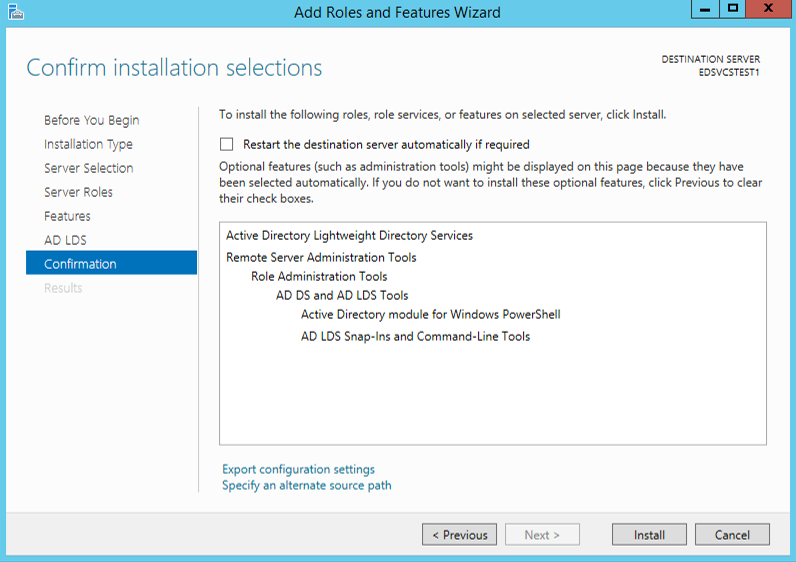 Add Roles and Features Wizard
Confirm installation selections
DESTINATION SERVER
EDSVCSTEST1
Before You Begin
Installation Type
Server Selection
Server Roles
Features
AD LDS
Confirmation
Results
To install the following roles, role services, or features on selected server, click Install.
Restart the destination server automatically if required
Optional features (such as administration tools) might be displayed on this page because they have
been selected automatically. If you do not want to install these optional features, click Previous to clear
their check boxes.
Active Directory Lightweight Directory Services
Remote Server Administration Tools
Role Administration Tools
AD DS and AD LDS Tools
Active Directory module for Windows PowerShell
AD LDS Snap-Ins and Command-Line Tools
Export configuration settings
Specify an alternate source path
< Previous
Next >
Install
Cancel